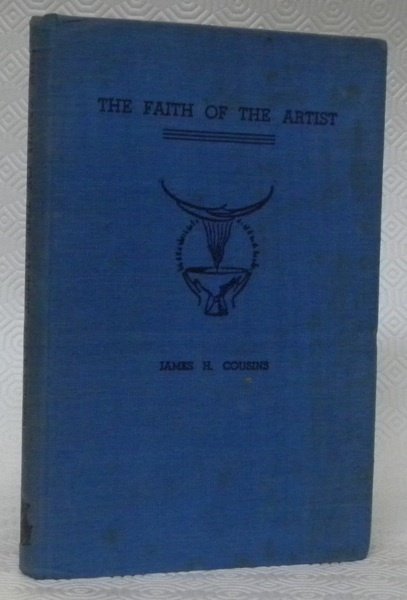 THE FAITH OF THE ARTIST
JAMES H. COUSINS